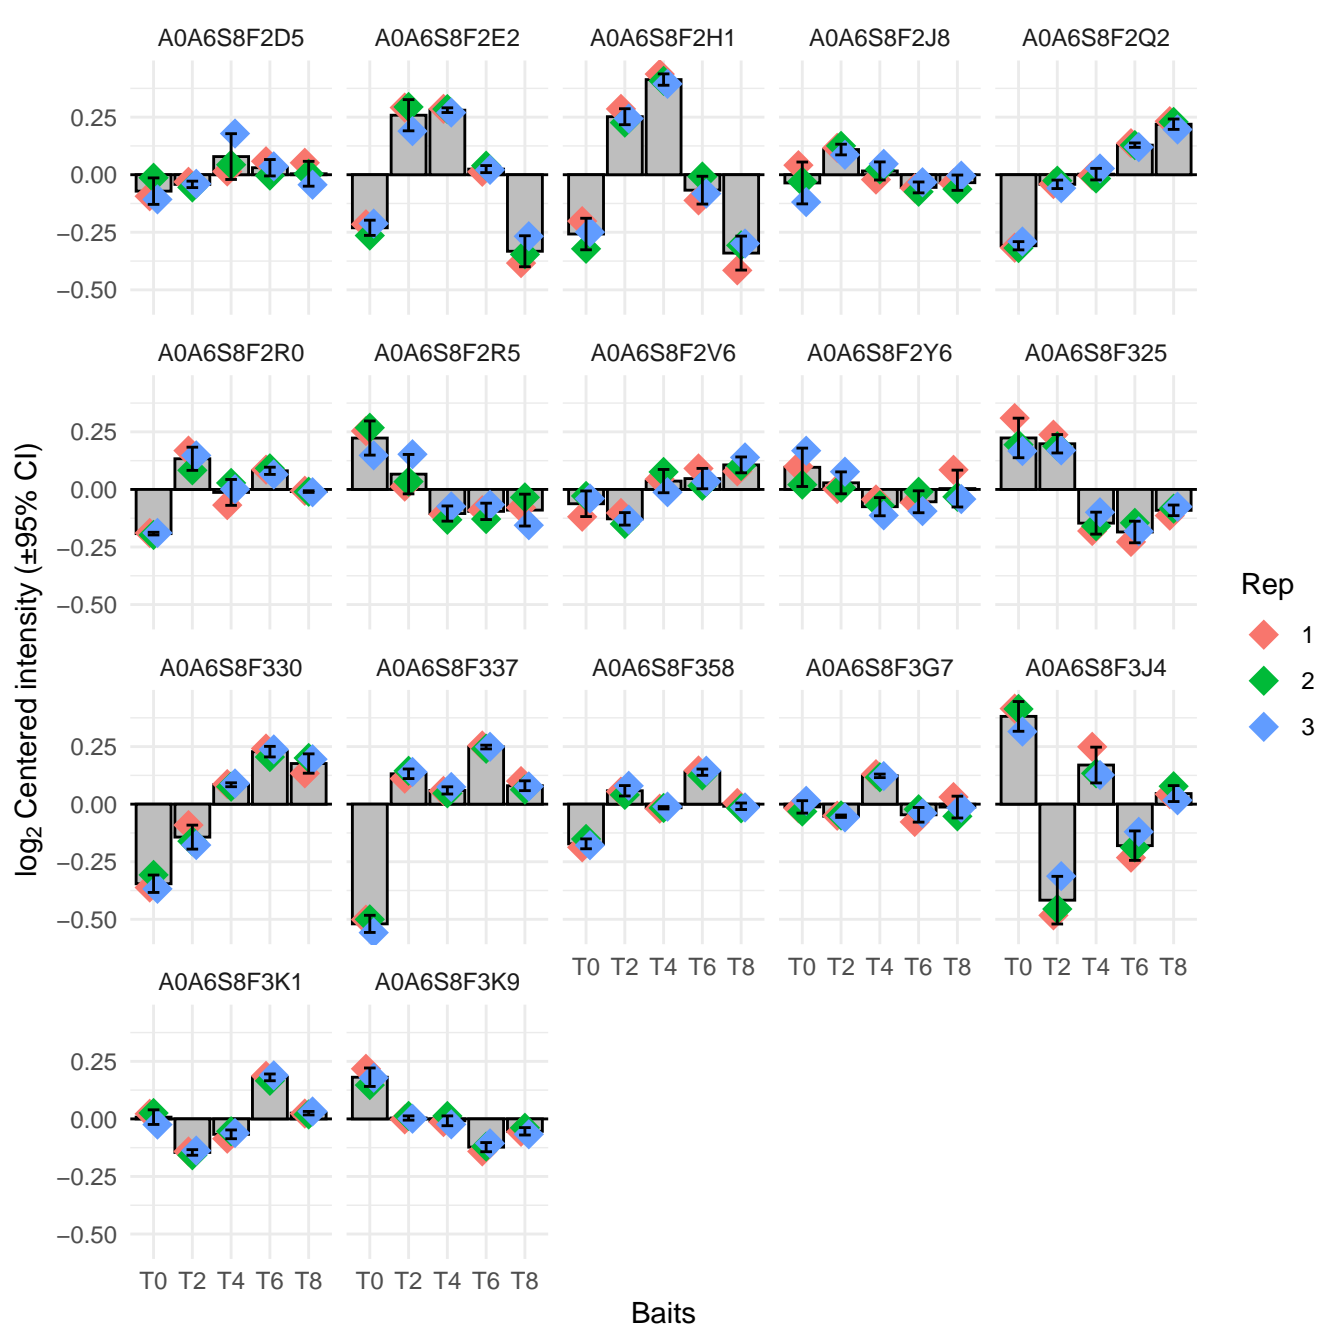 A0A6S8F2D5 A0A6S8F2E2 A0A6S8F2H1 A0A6S8F2J8 A0A6S8F2Q2
0.25
0.00
−0.25
−0.50
A0A6S8F2R0 A0A6S8F2R5 A0A6S8F2V6 A0A6S8F2Y6 A0A6S8F325
0.25
0.00
−0.25
−0.50
A0A6S8F330 A0A6S8F337 A0A6S8F358 A0A6S8F3G7 A0A6S8F3J4
0.25
0.00
−0.25
−0.50
T0 T2 T4 T6 T8 T0 T2 T4 T6 T8 T0 T2 T4 T6 T8
A0A6S8F3K1 A0A6S8F3K9
0.25
0.00
−0.25
−0.50
T0 T2 T4 T6 T8 T0 T2 T4 T6 T8
Baits
log₂ Centered intensity (±95% CI)
Rep
1
2
3